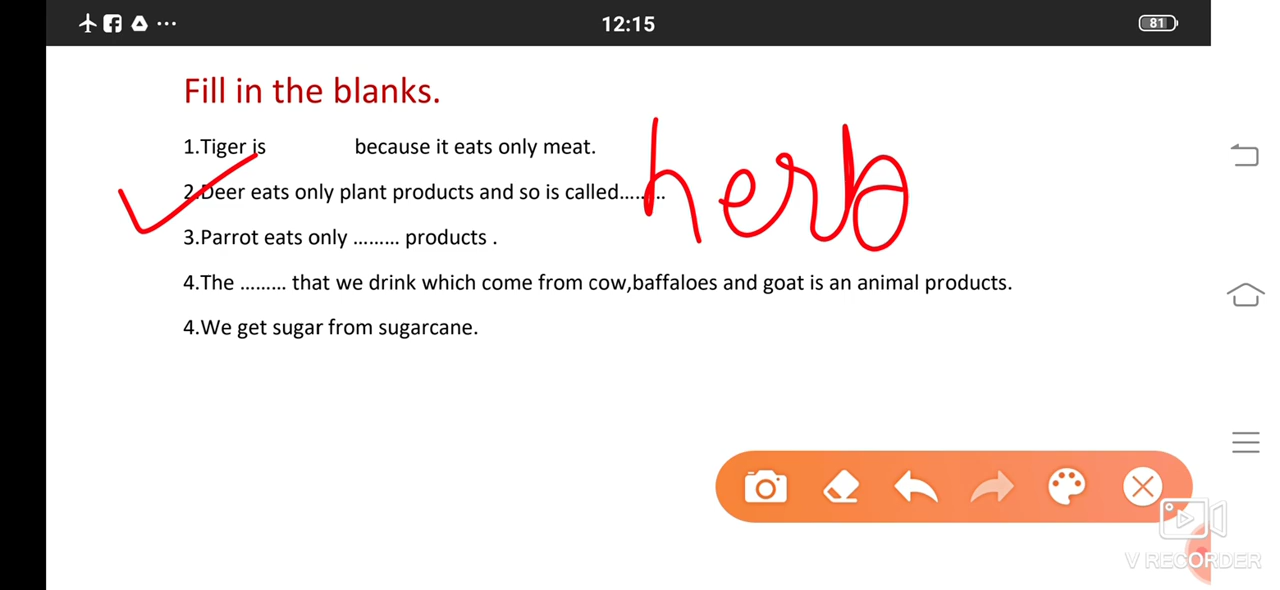 12:15
81
Fill in the blanks.
1.Tiger is because it eats only meat.
2.Deer eats only plant products and so is called......... herb
3.Parrot eats only ......... products .
4.The ......... that we drink which come from cow,baffaloes and goat is an animal products.
4.We get sugar from sugarcane.
V RECORDER